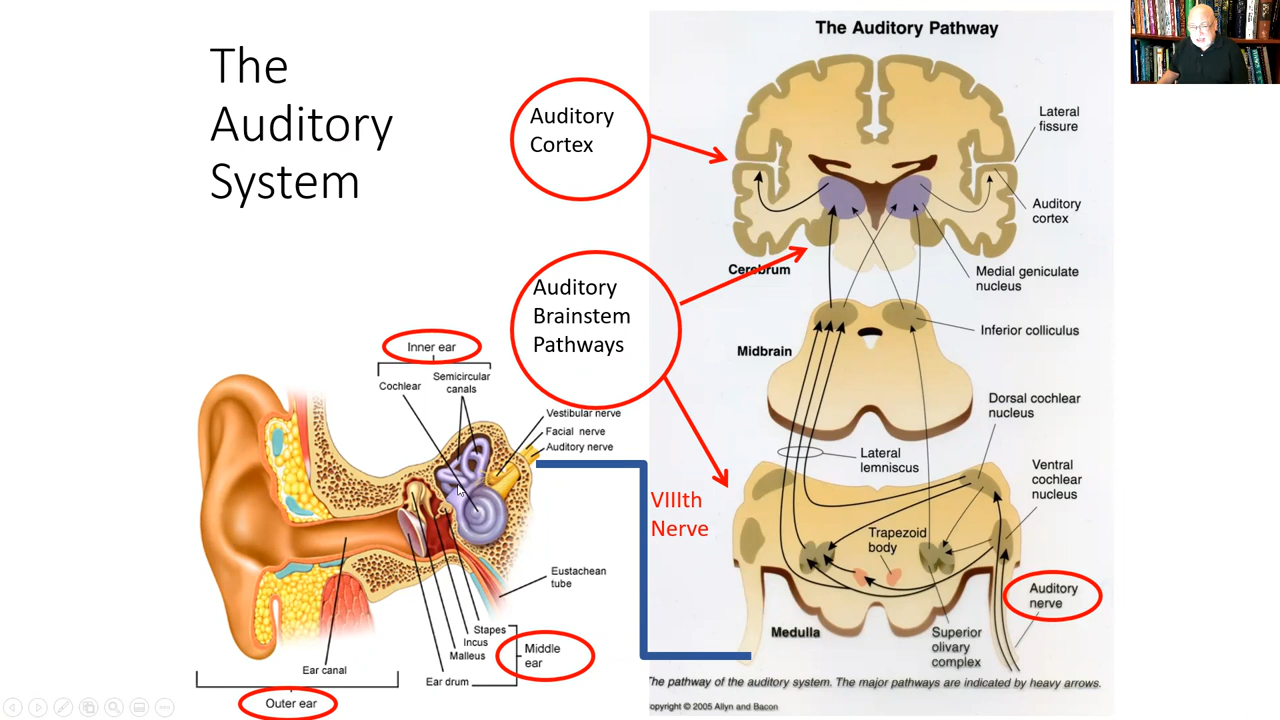 The
Auditory
System
Auditory
Cortex
Auditory
Brainstem
Pathways
Inner ear
Cochlear
Semicircular
canals
Vestibular nerve
Facial nerve
Auditory nerve
Eustachean
tube
Stapes
Incus
Malleus
Ear drum
Middle
ear
Ear canal
Outer ear
VIIIth
Nerve
The Auditory Pathway
Lateral
fissure
Auditory
cortex
Medial geniculate
nucleus
Cerebrum
Inferior colliculus
Midbrain
Dorsal cochlear
nucleus
Lateral
lemniscus
Ventral
cochlear
nucleus
Trapezoid
body
Auditory
nerve
Medulla
Superior
olivary
complex
The pathway of the auditory system. The major pathways are indicated by heavy arrows.
opyright © 2005 Allyn and Bacon